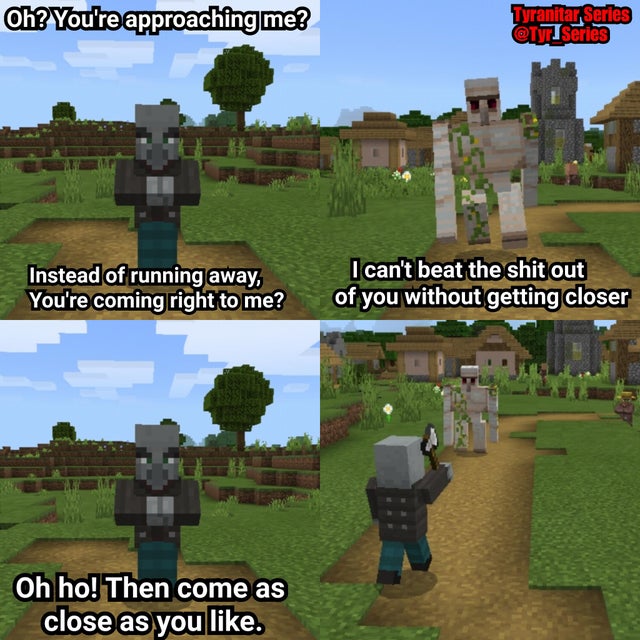 Oh? You're approaching me?
Tyranitar Series
@Tyr_Series
Instead of running away,
You're coming right to me?
I can't beat the shit out
of you without getting closer
Oh ho! Then come as
close as you like.